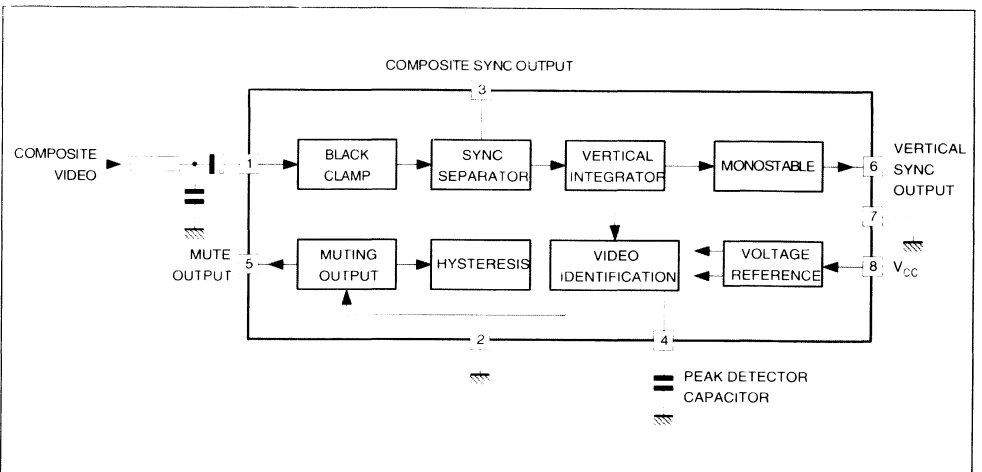 COMPOSITE SYNC OUTPUT
3
COMPOSITE
VIDEO
1
BLACK
CLAMP
SYNC
SEPARATOR
VERTICAL
INTEGRATOR
MONOSTABLE
6
VERTICAL
SYNC
OUTPUT
7
MUTE
OUTPUT
5
MUTING
OUTPUT
HYSTERESIS
VIDEO
IDENTIFICATION
VOLTAGE
REFERENCE
8
VCC
2
4
PEAK DETECTOR
CAPACITOR